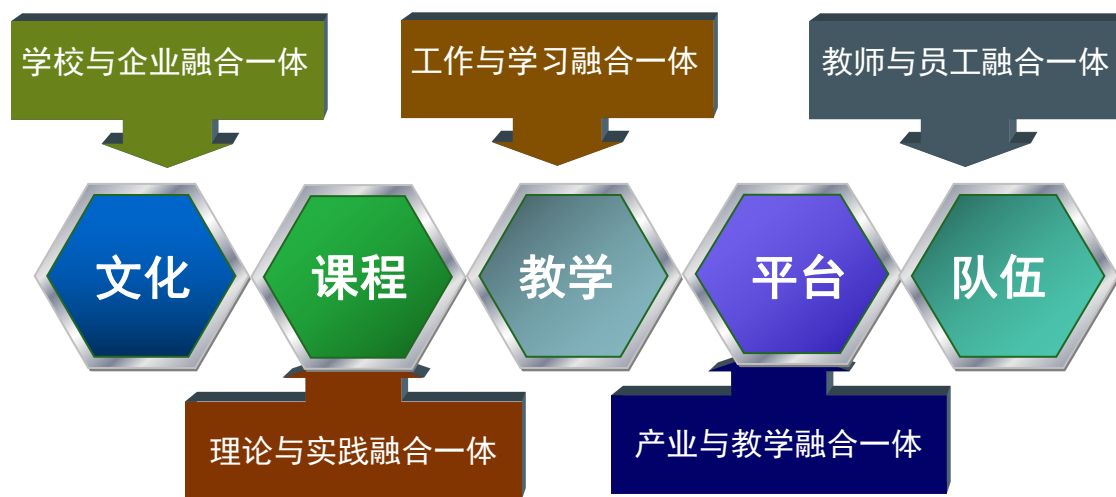 学校与企业融合一体
工作与学习融合一体
教师与员工融合一体
文化
课程
教学
平台
队伍
理论与实践融合一体
产业与教学融合一体